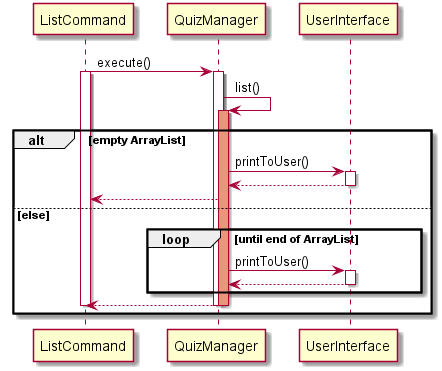 ListCommand QuizManager UserInterface
execute()
list()
alt [empty ArrayList]
printToUser()
[else]
loop [until end of ArrayList]
printToUser()
ListCommand QuizManager UserInterface